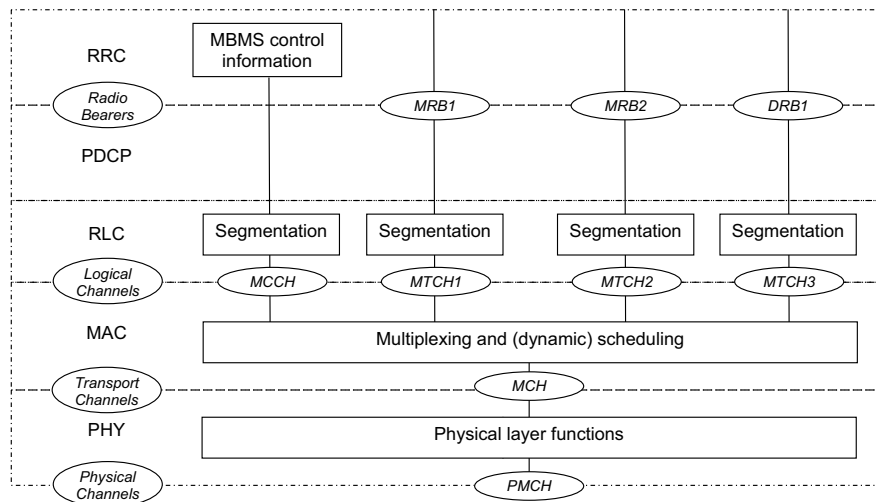 RRC
MBMS control
information
Radio
Bearers
MRB1
MRB2
DRB1
PDCP
RLC
Segmentation
Segmentation
Segmentation
Segmentation
Logical
Channels
MCCH
MTCH1
MTCH2
MTCH3
MAC
Multiplexing and (dynamic) scheduling
Transport
Channels
MCH
PHY
Physical layer functions
Physical
Channels
PMCH